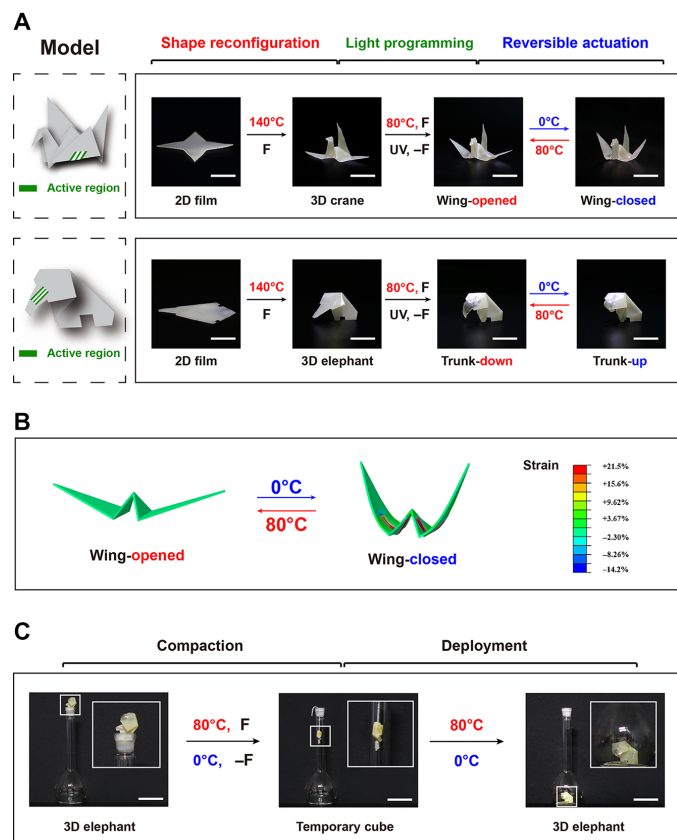 A
Model
Shape reconfiguration
Light programming
Reversible actuation
Active region
140°C
F
80°C, F
UV, –F
0°C
80°C
2D film
3D crane
Wing-opened
Wing-closed
Active region
140°C
F
80°C, F
UV, –F
0°C
80°C
2D film
3D elephant
Trunk-down
Trunk-up
B
0°C
80°C
Wing-opened
Wing-closed
Strain
+21.5%
+15.6%
+9.62%
+3.67%
–2.30%
–8.26%
–14.2%
C
Compaction
Deployment
80°C, F
0°C, –F
80°C
0°C
3D elephant
Temporary cube
3D elephant